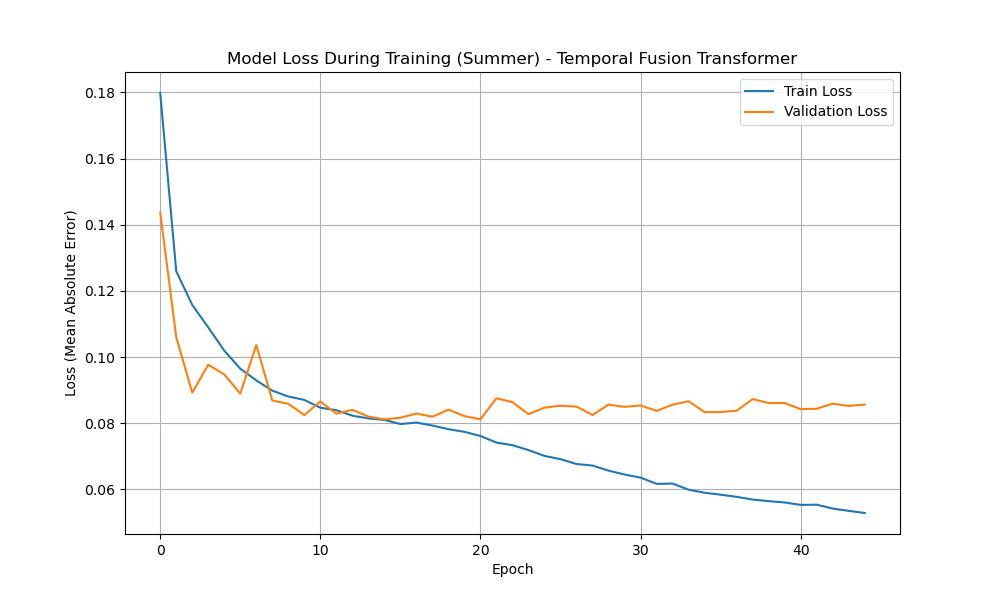 Model Loss During Training (Summer) - Temporal Fusion Transformer
Train Loss
Validation Loss
Loss (Mean Absolute Error)
0.18
0.16
0.14
0.12
0.10
0.08
0.06
0 10 20 30 40
Epoch